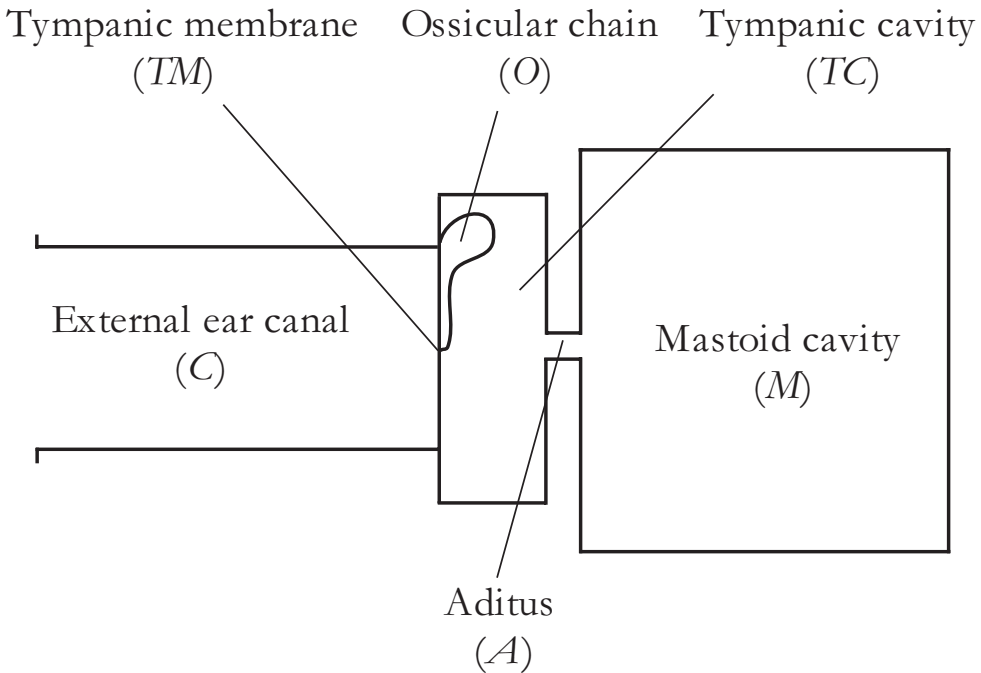 Tympanic membrane
(TM)
Ossicular chain
(O)
Tympanic cavity
(TC)
External ear canal
(C)
Mastoid cavity
(M)
Aditus
(A)